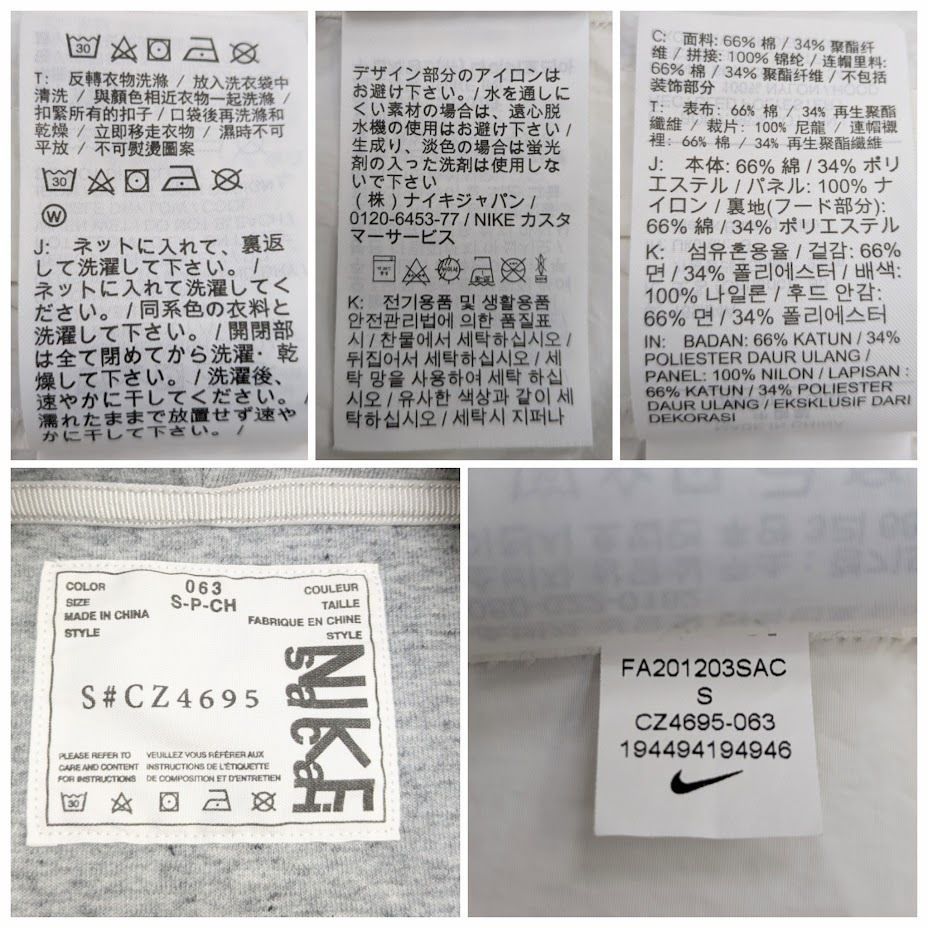 30
T: 反轉衣物洗滌 / 放入洗衣袋中
清洗 / 與顏色相近衣物一起洗滌 /
扣緊所有的扣子 / 口袋後再洗滌和
乾燥 / 立即移走衣物 / 濕時不可
平放 / 不可熨燙圖案
30
W
J: ネットに入れて、裏返
して洗濯して下さい。/
ネットに入れて洗濯してく
ださい。/ 同系色の衣料と
洗濯して下さい。/ 開閉部
は全て閉めてから洗濯・乾
燥して下さい。/ 洗濯後、
速やかに干してください。/
濡れたままで放置せず速や
かに干して下さい。
デザイン部分のアイロンは
お避け下さい。/ 水を通しに
くい素材の場合は、遠心脱
水機の使用はお避け下さい /
生成り、淡色の場合は蛍光
剤の入った洗剤は使用しな
いで下さい
(株) ナイキジャパン /
0120-6453-77 / NIKE カスタ
マーサービス
K: 전기용품 및 생활용품
안전관리법에 의한 품질표
시 / 찬물에서 세탁하십시오 /
뒤집어서 세탁하십시오 / 세
탁 망을 사용하여 세탁 하십
시오 / 유사한 색상과 같이 세
탁하십시오 / 세탁시 지퍼나
C: 面料: 66% 棉 / 34% 聚酯纤
维 / 拼接: 100% 锦纶 / 连帽里料:
66% 棉 / 34% 聚酯纤维 / 不包括
装饰部分
T: 表布: 66% 棉 / 34% 再生聚酯
纖維 / 裁片: 100% 尼龍 / 連帽襯
裡: 66% 棉 / 34% 再生聚酯纖維
J: 本体: 66% 綿 / 34% ポリ
エステル / パネル: 100% ナ
イロン / 裏地(フード部分):
66% 綿 / 34% ポリエステル
K: 섬유혼용율 / 겉감: 66%
면 / 34% 폴리에스터 / 배색:
100% 나일론 / 후드 안감:
66% 면 / 34% 폴리에스터
IN: BADAN: 66% KATUN / 34%
POLIESTER DAUR ULANG /
PANEL: 100% NILON / LAPISAN :
66% KATUN / 34% POLIESTER
DAUR ULANG / EKSKLUSIF DARI
DEKORASI
COLOR 063 COULEUR
SIZE S-P-CH TAILLE
MADE IN CHINA FABRIQUE EN CHINE
STYLE STYLE
S#CZ4695
NIKE
sacai
PLEASE REFER TO VEUILLEZ VOUS RÉFÉRER AUX
CARE AND CONTENT INSTRUCTIONS DE L'ÉTIQUETTE
FOR INSTRUCTIONS DE COMPOSITION ET D'ENTRETIEN
30
FA201203SAC
S
CZ4695-063
194494194946